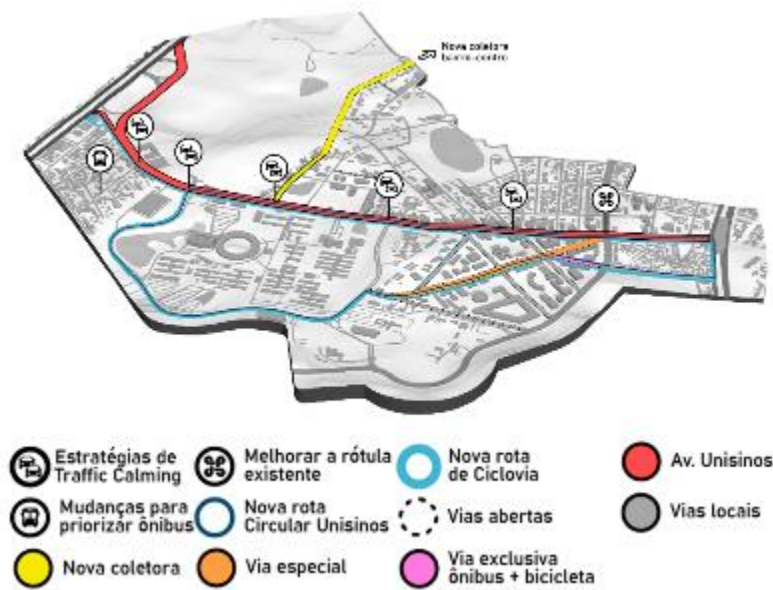 Nova coletora
bairro-centro
Estratégias de
Traffic Calming
Melhorar a rótula
existente
Nova rota
de Ciclovia
Av. Unisinos
Mudanças para
priorizar ônibus
Nova rota
Circular Unisinos
Vias abertas
Vias locais
Nova coletora
Via especial
Via exclusiva
ônibus + bicicleta